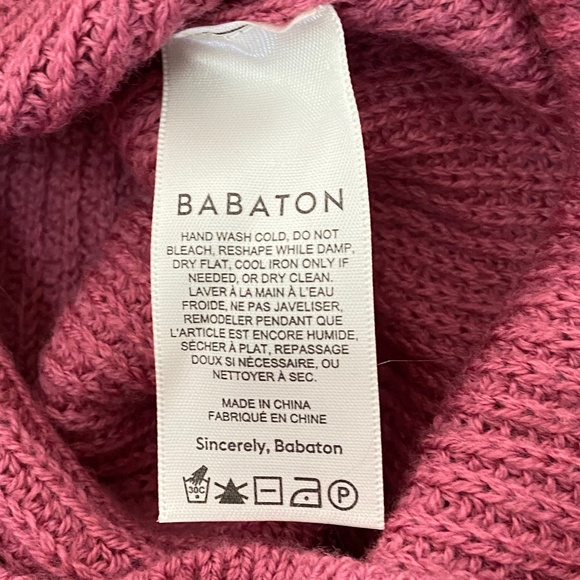 BABATON
HAND WASH COLD, DO NOT
BLEACH, RESHAPE WHILE DAMP,
DRY FLAT, COOL IRON ONLY IF
NEEDED, OR DRY CLEAN.
LAVER À LA MAIN À L'EAU
FROIDE, NE PAS JAVELISER,
REMODELER PENDANT QUE
L'ARTICLE EST ENCORE HUMIDE,
SÉCHER À PLAT, REPASSAGE
DOUX SI NÉCESSAIRE, OU
NETTOYER À SEC.
MADE IN CHINA
FABRIQUÉ EN CHINE
Sincerely, Babaton
30C P